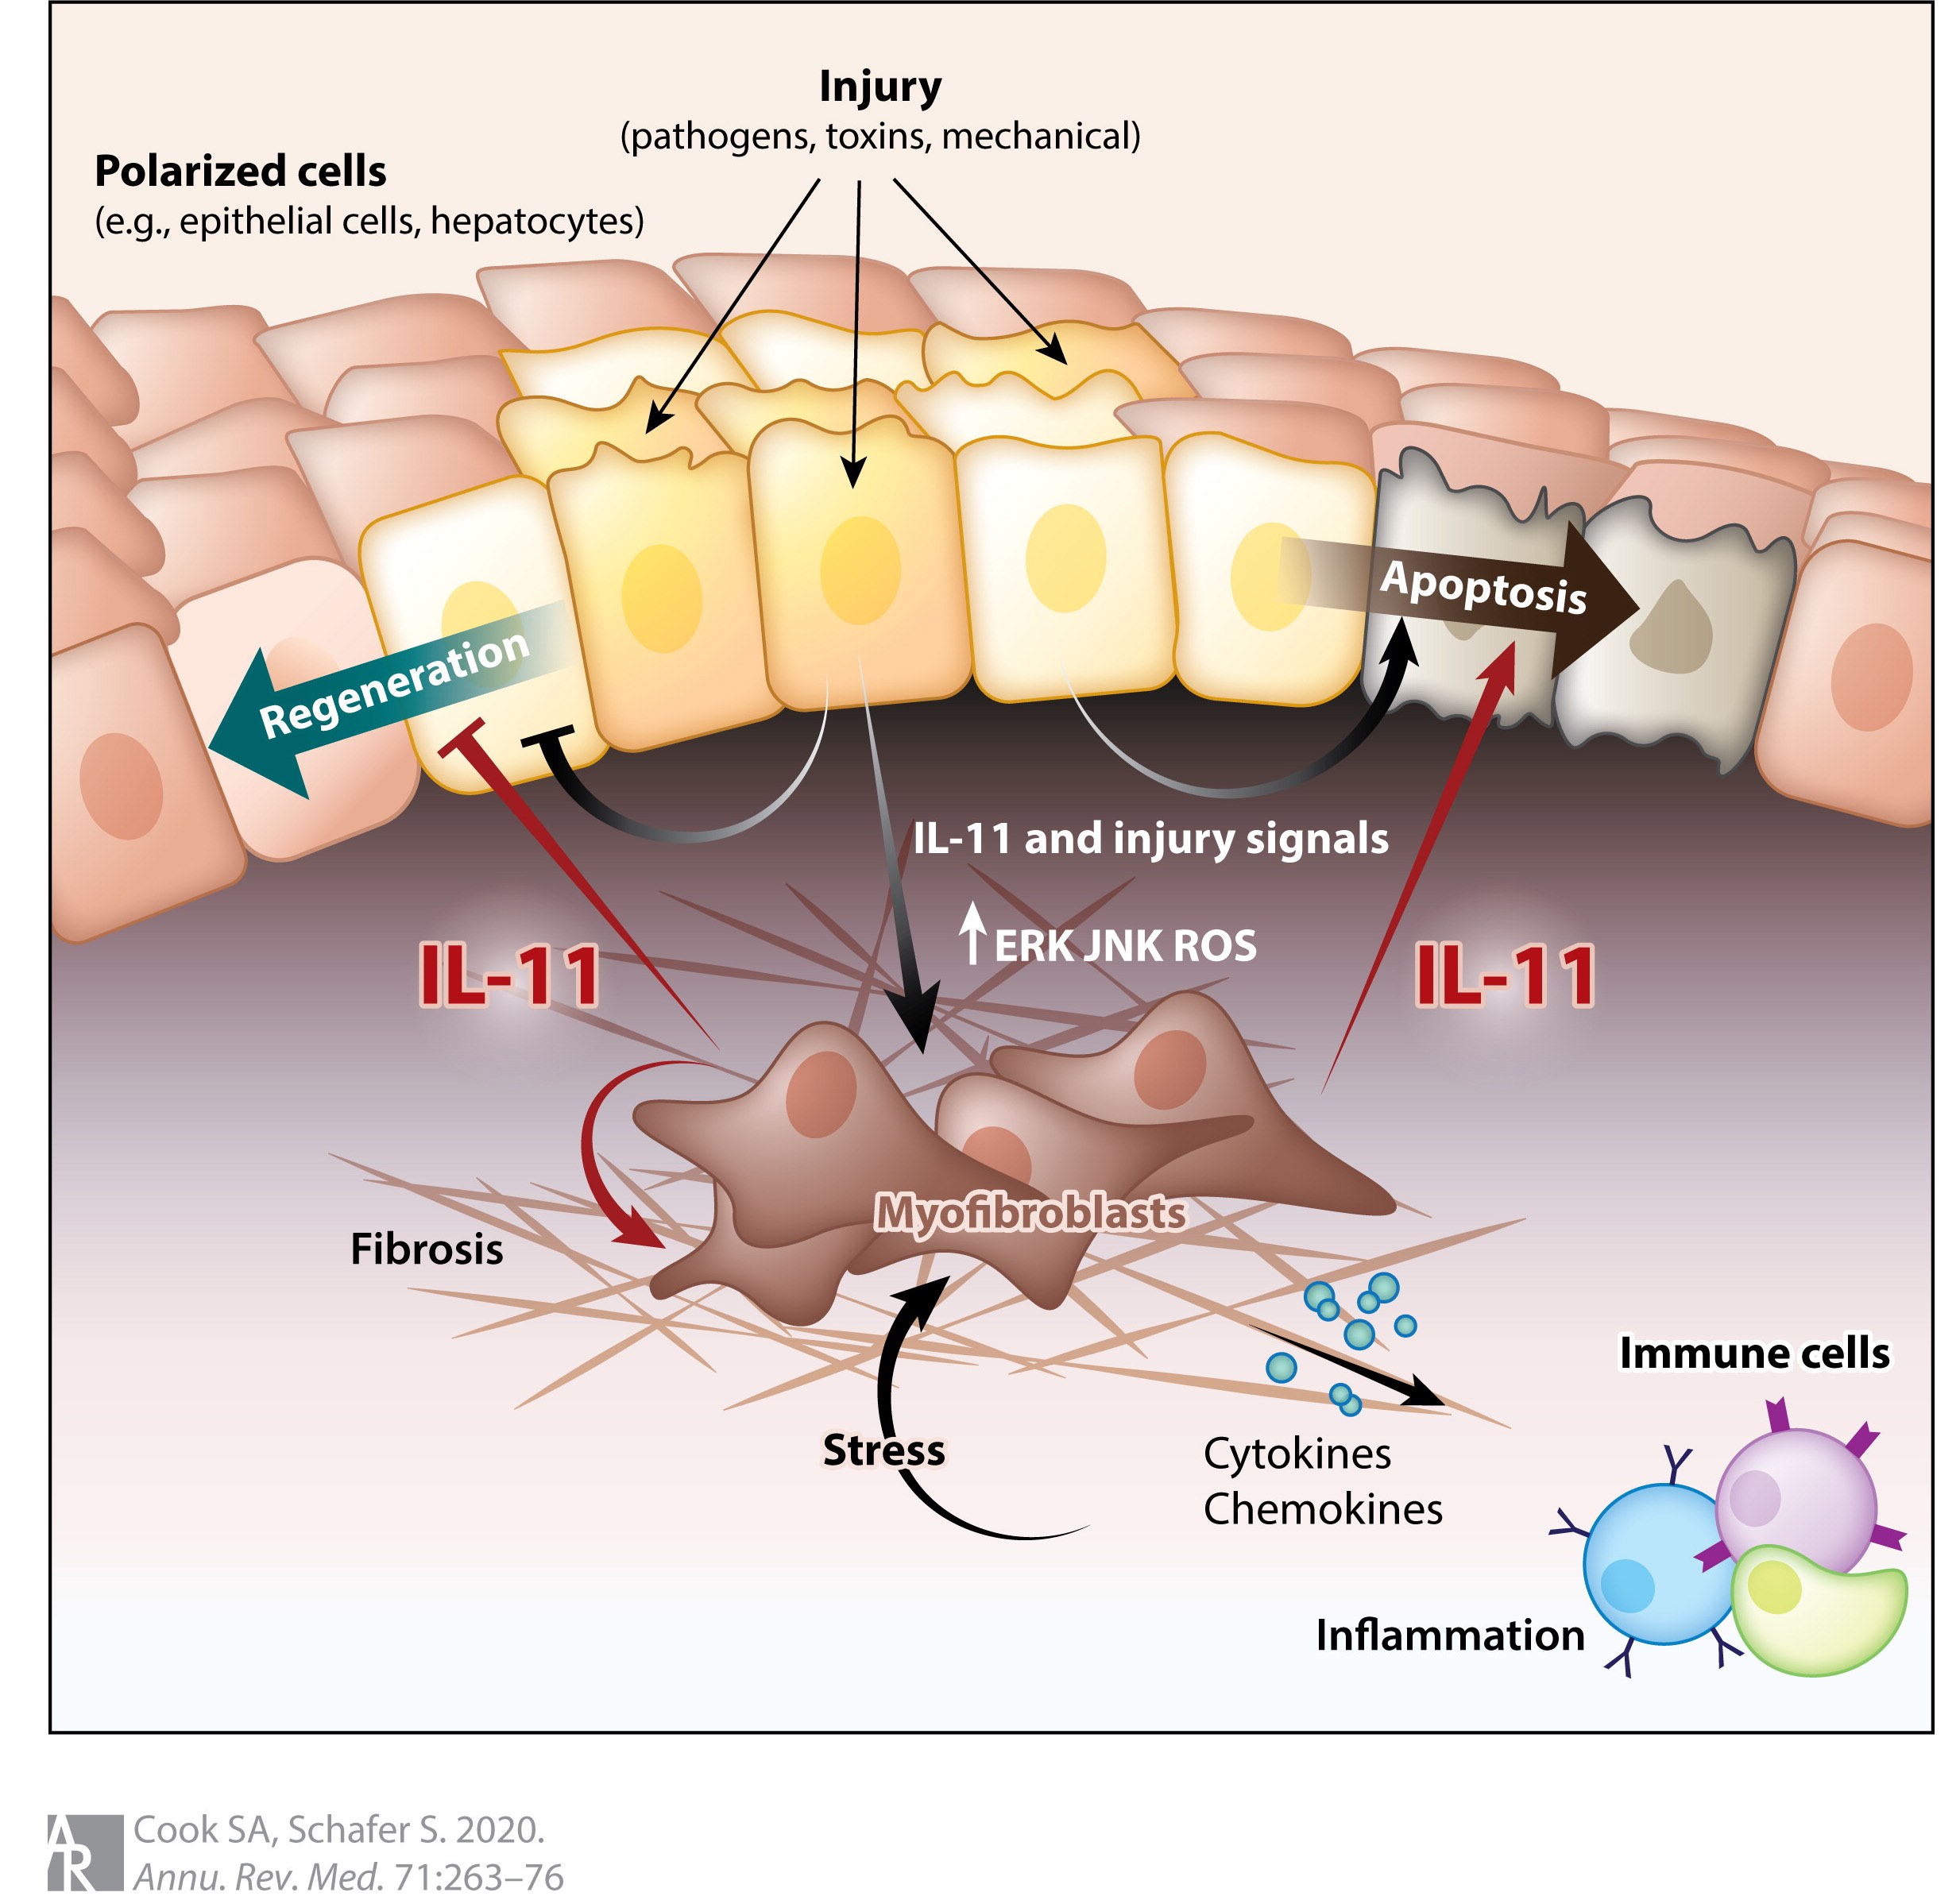 Injury
(pathogens, toxins, mechanical)
Polarized cells
(e.g., epithelial cells, hepatocytes)
Regeneration
Apoptosis
IL-11 and injury signals
ERK JNK ROS
IL-11
IL-11
Myofibroblasts
Fibrosis
Stress
Cytokines
Chemokines
Immune cells
Inflammation
AR
Cook SA, Schafer S. 2020.
Annu. Rev. Med. 71:263–76